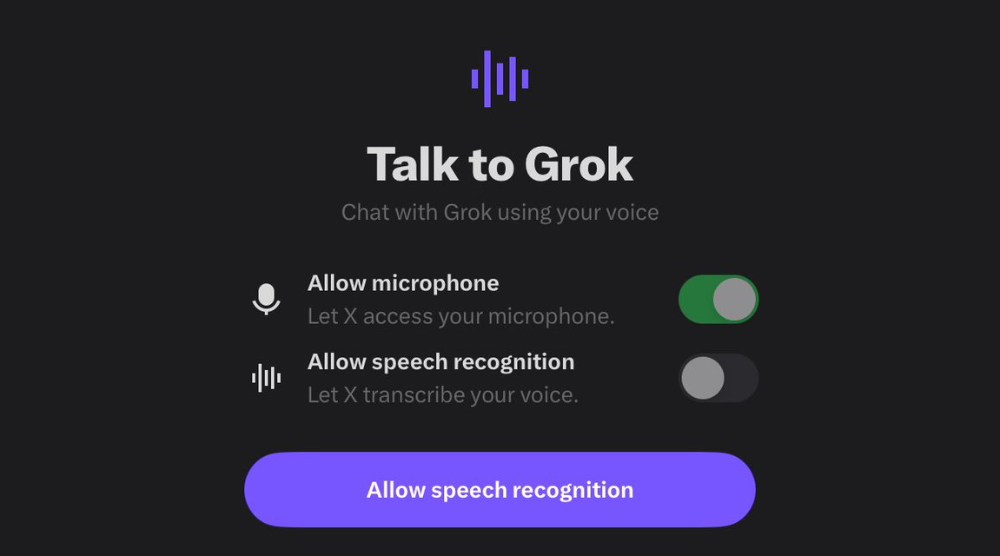 Talk to Grok
Chat with Grok using your voice
Allow microphone
Let X access your microphone.
Allow speech recognition
Let X transcribe your voice.
Allow speech recognition